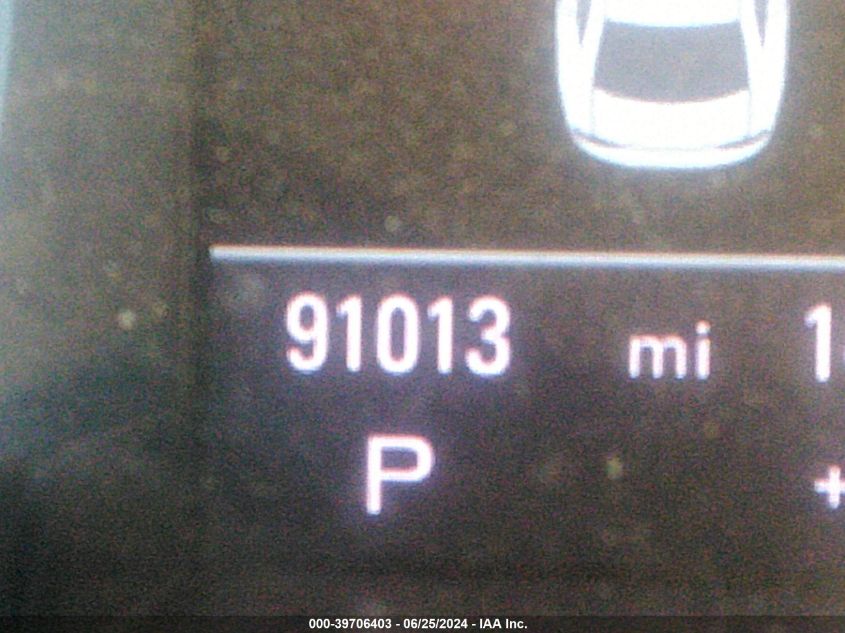 91013 mi
P +
000-39706403 - 06/25/2024 - IAA Inc.